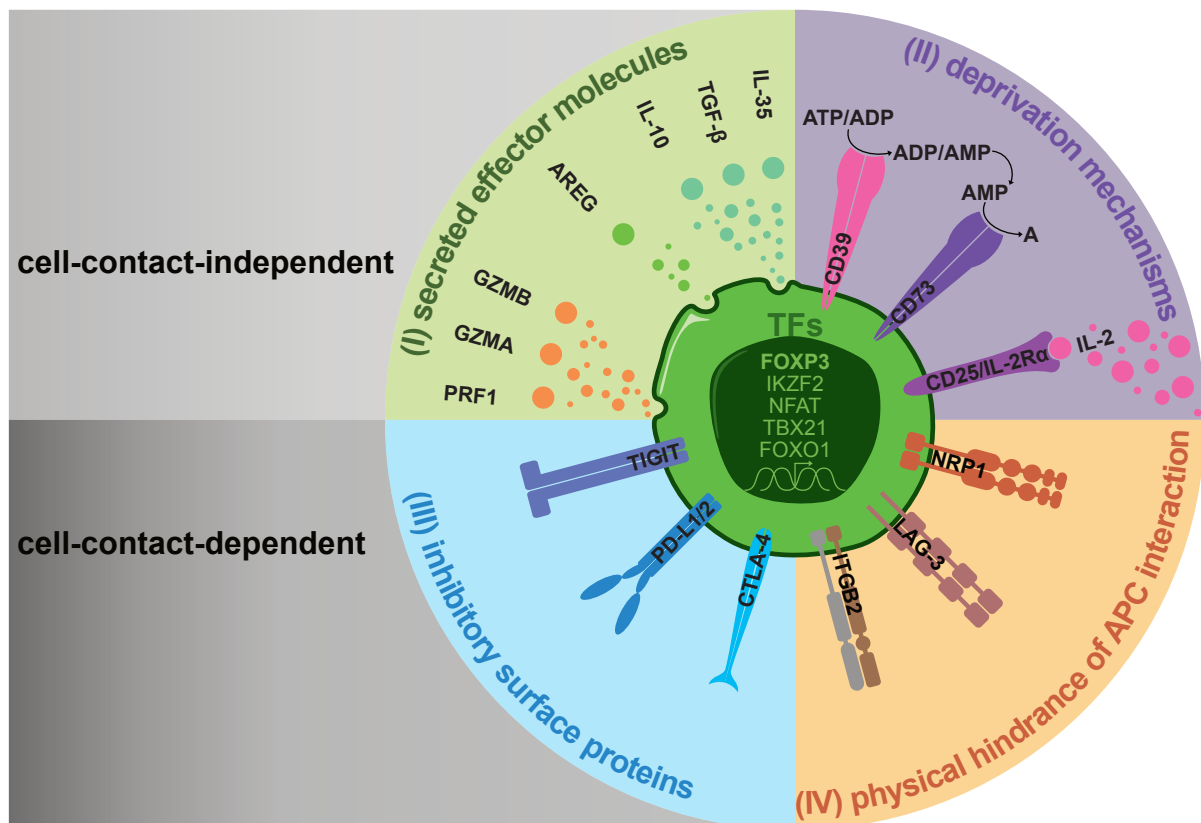 cell-contact-independent
cell-contact-dependent
(I) secreted effector molecules
IL-35
TGF-β
IL-10
AREG
GZMB
GZMA
PRF1
(II) deprivation mechanisms
ATP/ADP
ADP/AMP
AMP
A
CD39
CD73
CD25/IL-2Rα
IL-2
TFs
FOXP3
IKZF2
NFAT
TBX21
FOXO1
(III) inhibitory surface proteins
TIGIT
PD-L1/2
CTLA-4
(IV) physical hindrance of APC interaction
NRP1
LAG-3
ITGB2